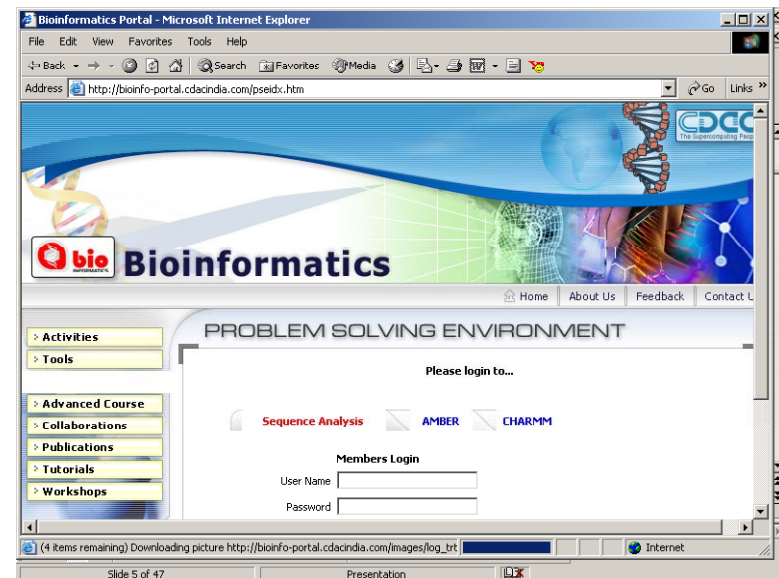 Bioinformatics Portal - Microsoft Internet Explorer
File Edit View Favorites Tools Help
Back Search Favorites Media
Address http://bioinfo-portal.cdacindia.com/pseidx.htm Go Links »
CDCC
The Supercomputing Peop
Q bio
INFORMATICS
Bioinformatics
Home About Us Feedback Contact U
PROBLEM SOLVING ENVIRONMENT
> Activities
> Tools
Please login to...
> Advanced Course
> Collaborations
> Publications
> Tutorials
> Workshops
Sequence Analysis AMBER CHARMM
Members Login
User Name
Password
(4 items remaining) Downloading picture http://bioinfo-portal.cdacindia.com/images/log_trt Internet
Slide 5 of 47 Presentation